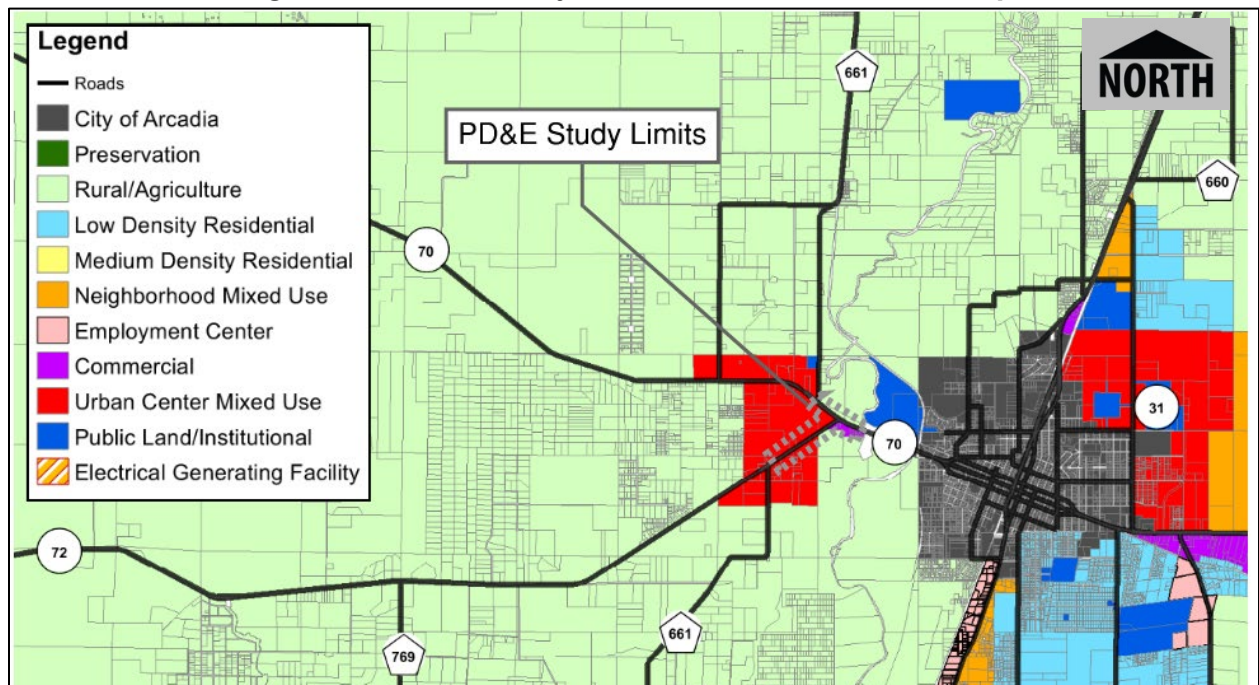 Legend
Roads
City of Arcadia
Preservation
Rural/Agriculture
Low Density Residential
Medium Density Residential
Neighborhood Mixed Use
Employment Center
Commercial
Urban Center Mixed Use
Public Land/Institutional
Electrical Generating Facility
PD&E Study Limits
NORTH
661
660
70
31
70
72
769
661